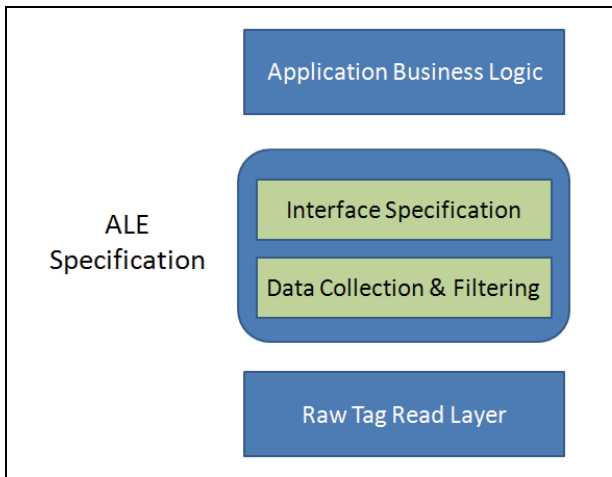 Application Business Logic
ALE
Specification
Interface Specification
Data Collection & Filtering
Raw Tag Read Layer